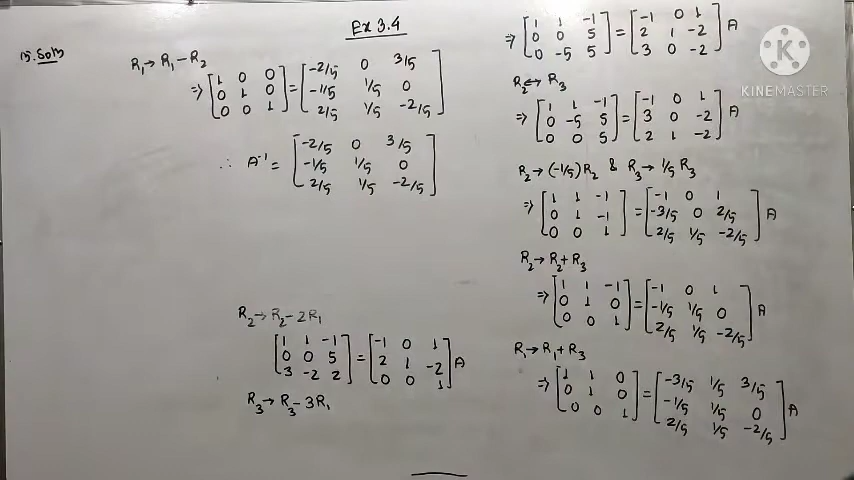 Ex 3.4
15. Soln
R₁→ R₁ - R₂
⇒ [1 0 0; 0 1 0; 0 0 1] = [-2/5 0 3/5; -1/5 1/5 0; 2/5 1/5 -2/5]
∴ A⁻¹ = [-2/5 0 3/5; -1/5 1/5 0; 2/5 1/5 -2/5]
R₂→ R₂ - 2R₁
[1 1 -1; 0 0 5; 3 -2 2] = [-1 0 1; 2 1 -2; 0 0 1] A
R₃→ R₃ - 3R₁
⇒ [1 1 -1; 0 0 5; 0 -5 5] = [-1 0 1; 2 1 -2; 3 0 -2] A
R₂↔ R₃
⇒ [1 1 -1; 0 -5 5; 0 0 5] = [-1 0 1; 3 0 -2; 2 1 -2] A
R₂→ (-1/5) R₂ & R₃→ 1/5 R₃
⇒ [1 1 -1; 0 1 -1; 0 0 1] = [-1 0 1; -3/5 0 2/5; 2/5 1/5 -2/5] A
R₂→ R₂ + R₃
⇒ [1 1 -1; 0 1 0; 0 0 1] = [-1 0 1; -1/5 1/5 0; 2/5 1/5 -2/5] A
R₁→ R₁ + R₃
⇒ [1 1 0; 0 1 0; 0 0 1] = [-3/5 1/5 3/5; -1/5 1/5 0; 2/5 1/5 -2/5] A
KINEMASTER